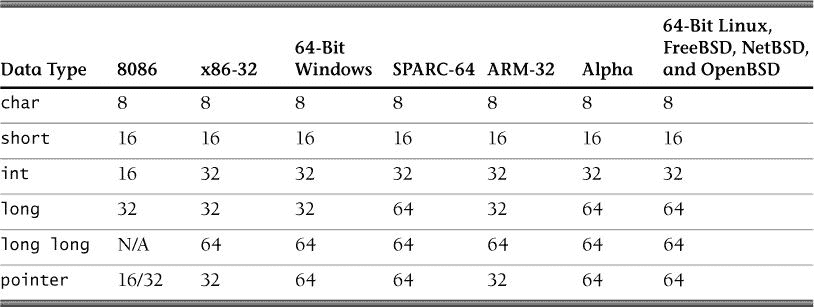 64-Bit Linux,
64-Bit FreeBSD, NetBSD,
Data Type 8086 x86-32 Windows SPARC-64 ARM-32 Alpha and OpenBSD
char 8 8 8 8 8 8 8
short 16 16 16 16 16 16 16
int 16 32 32 32 32 32 32
long 32 32 32 64 32 64 64
long long N/A 64 64 64 64 64 64
pointer 16/32 32 64 64 32 64 64